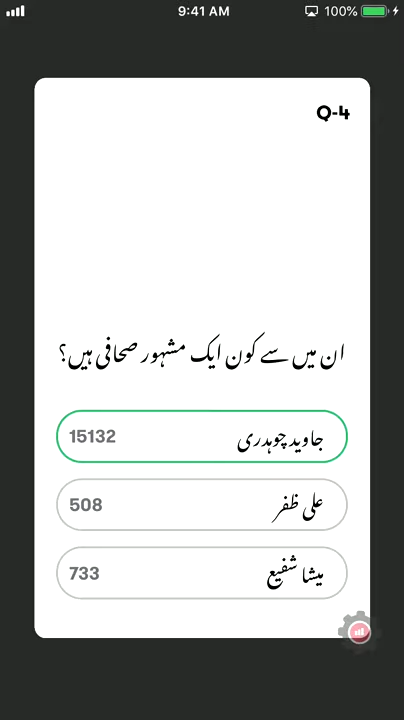 9:41 AM
100%
Q-4
ان میں سے کون ایک مشہور صحافی ہیں؟
جاوید چوہدری 15132
علی ظفر 508
میشا شفیع 733